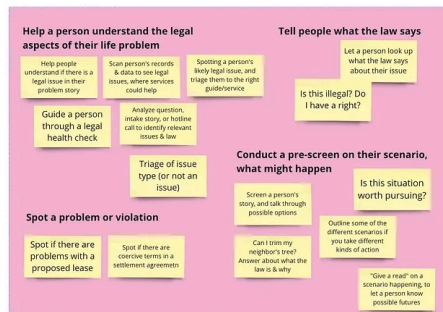 Help a person understand the legal
aspects of their life problem
Help people
understand if there is a
legal issue in their
problem story
Scan person's records
& data to see legal
issues, where services
could help
Spotting a person's
likely legal issue, and
triage them to the right
guide/service
Guide a person
through a legal
health check
Analyze question,
intake story, or hotline
call to identify relevant
issues & law
Triage of issue
type (or not an
issue)
Spot a problem or violation
Spot if there are
problems with a
proposed lease
Spot if there are
coercive terms in a
settlement agreemetn
Tell people what the law says
Let a person look up
what the law says
about their issue
Is this illegal? Do
I have a right?
Conduct a pre-screen on their scenario,
what might happen
Screen a person's
story, and talk through
possible options
Is this situation
worth pursuing?
Outline some of the
different scenarios if
you take different
kinds of action
Can I trim my
neighbor's tree?
Answer about what the
law is & why
"Give a read" on a
scenario happening, to
let a person know
possible futures